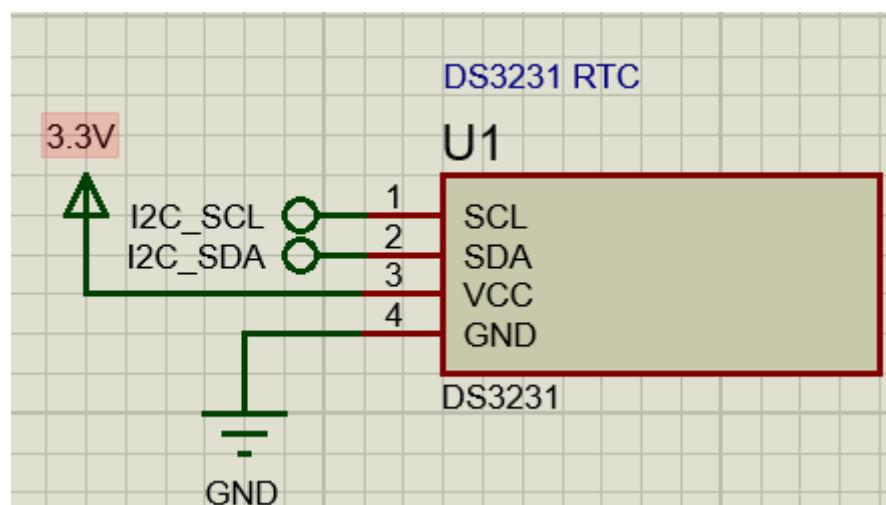 DS3231 RTC
3.3V
U1
I2C_SCL 1 SCL
I2C_SDA 2 SDA
3 VCC
4 GND
DS3231
GND